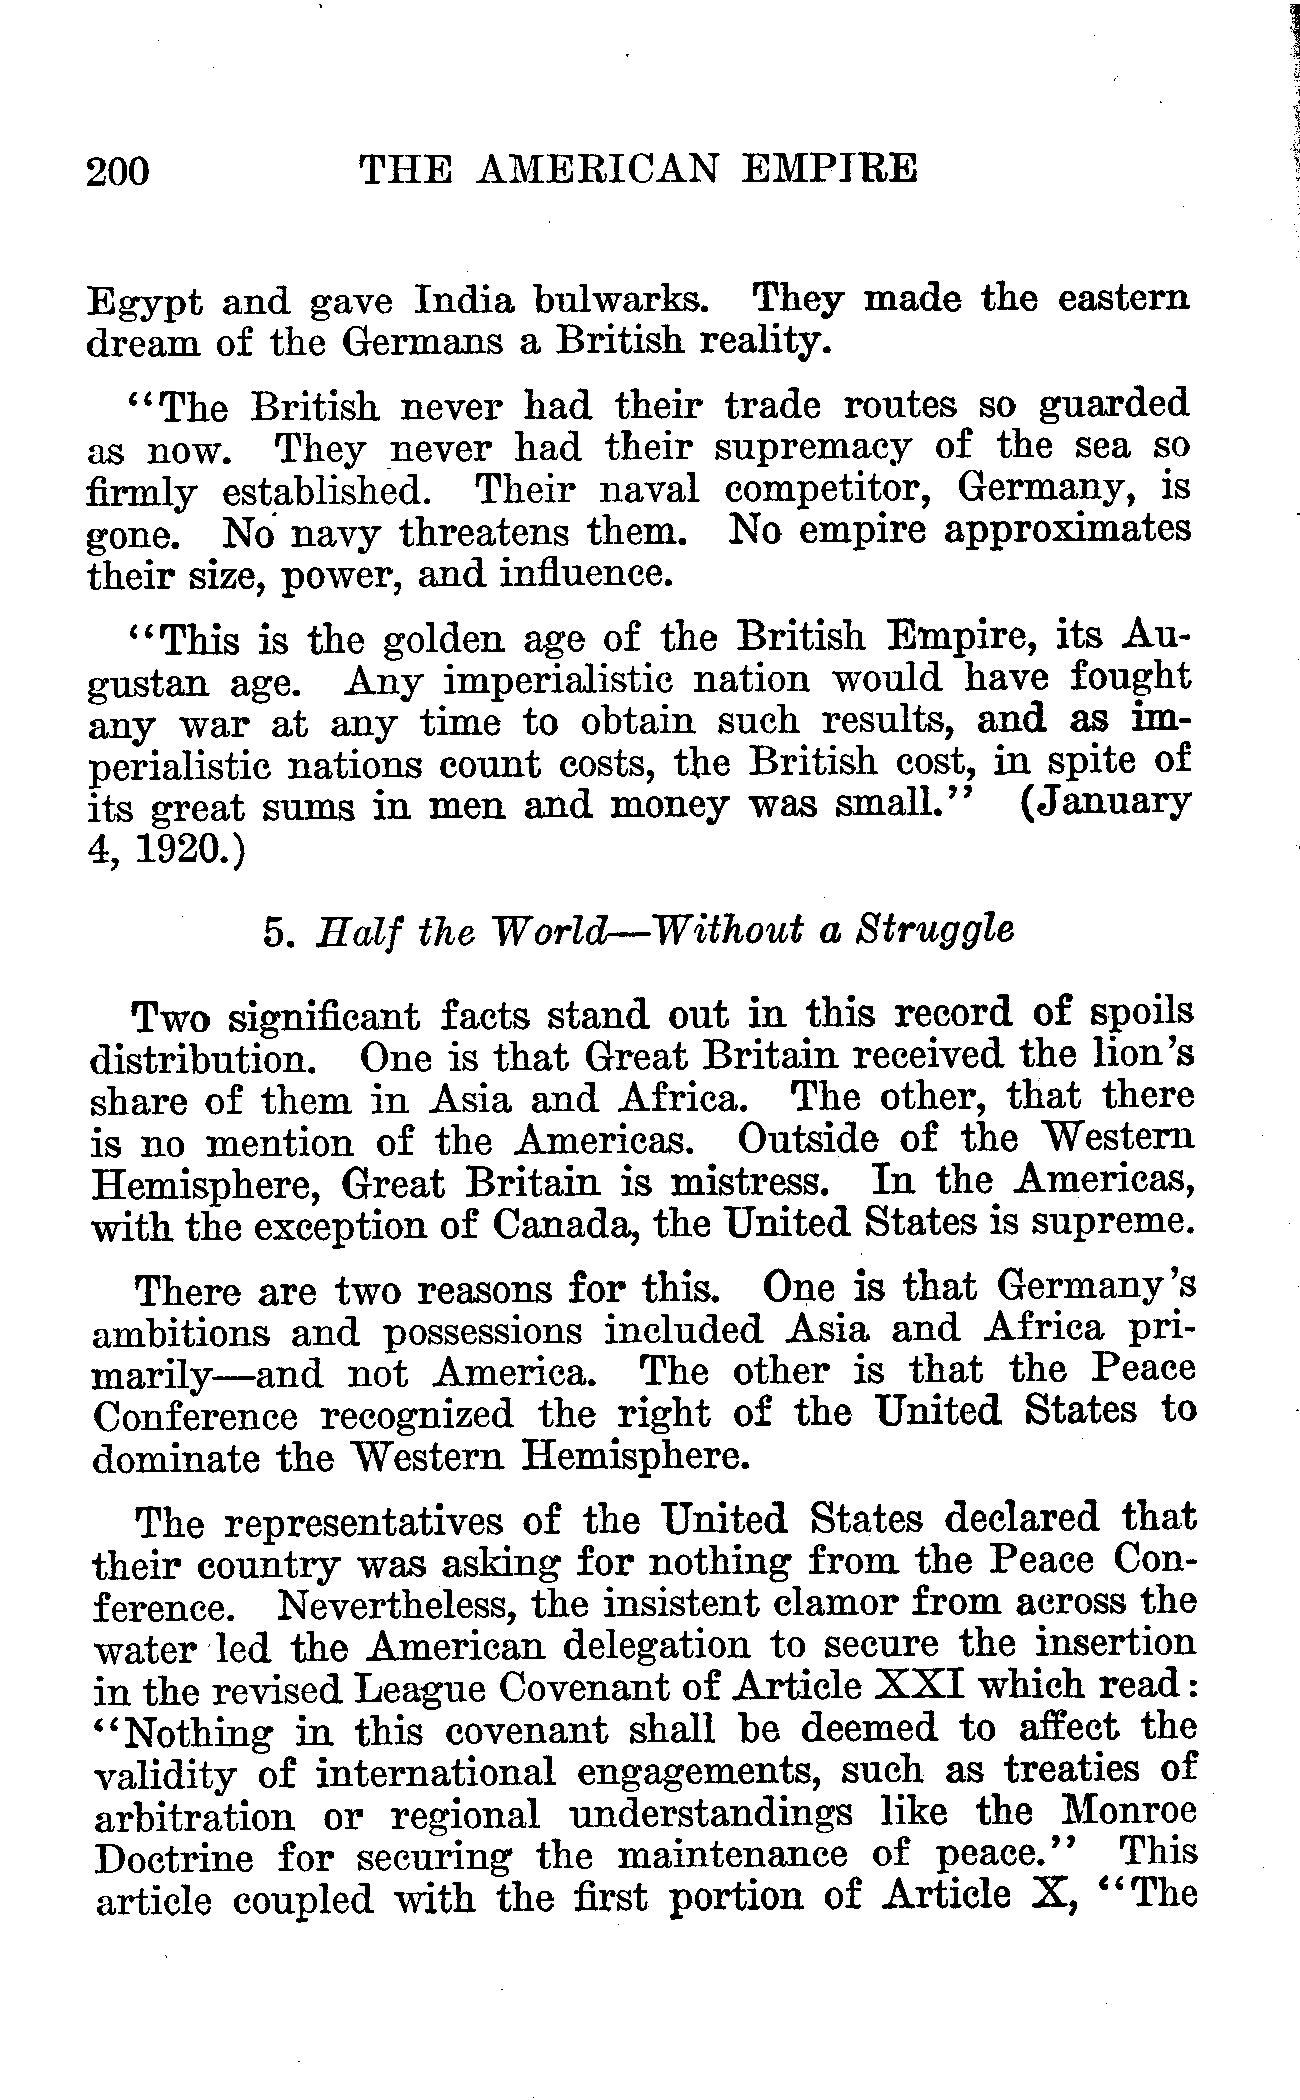 200 THE AMERICAN EMPIRE
Egypt and gave India bulwarks. They made the eastern
dream of the Germans a British reality.
"The British never had their trade routes so guarded
as now. They never had their supremacy of the sea so
firmly established. Their naval competitor, Germany, is
gone. No navy threatens them. No empire approximates
their size, power, and influence.
"This is the golden age of the British Empire, its Au-
gustan age. Any imperialistic nation would have fought
any war at any time to obtain such results, and as im-
perialistic nations count costs, the British cost, in spite of
its great sums in men and money was small." (January
4, 1920.)
5. Half the World—Without a Struggle
Two significant facts stand out in this record of spoils
distribution. One is that Great Britain received the lion's
share of them in Asia and Africa. The other, that there
is no mention of the Americas. Outside of the Western
Hemisphere, Great Britain is mistress. In the Americas,
with the exception of Canada, the United States is supreme.
There are two reasons for this. One is that Germany's
ambitions and possessions included Asia and Africa pri-
marily—and not America. The other is that the Peace
Conference recognized the right of the United States to
dominate the Western Hemisphere.
The representatives of the United States declared that
their country was asking for nothing from the Peace Con-
ference. Nevertheless, the insistent clamor from across the
water led the American delegation to secure the insertion
in the revised League Covenant of Article XXI which read:
"Nothing in this covenant shall be deemed to affect the
validity of international engagements, such as treaties of
arbitration or regional understandings like the Monroe
Doctrine for securing the maintenance of peace." This
article coupled with the first portion of Article X, "The